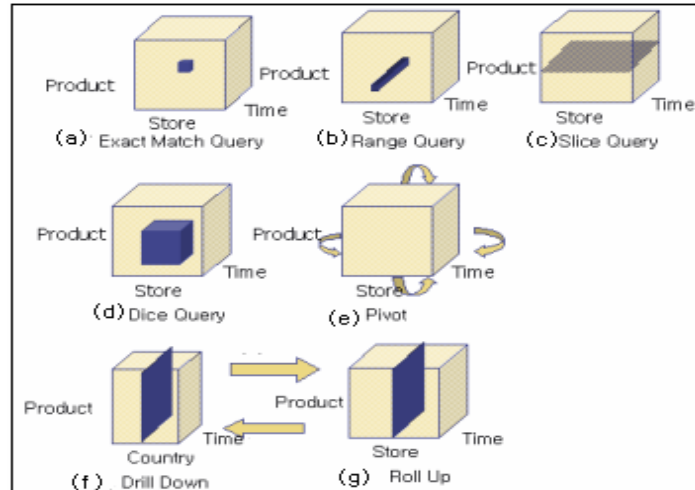 Product
Store
Time
(a) Exact Match Query
Product
Store
Time
(b) Range Query
Product
Store
Time
(c) Slice Query
Product
Store
Time
(d) Dice Query
Product
Store
Time
(e) Pivot
Product
Country
Time
(f) Drill Down
Product
Store
Time
(g) Roll Up